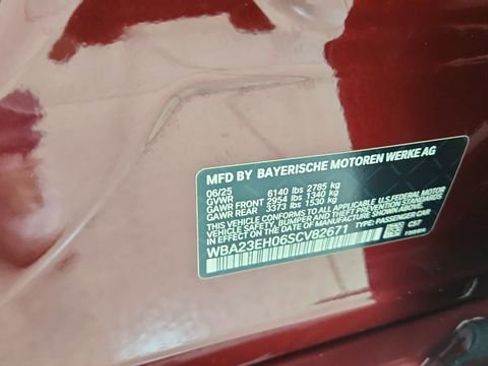 MFD BY BAYERISCHE MOTOREN WERKE AG
06/25 6140 lbs 2785 kg
GVWR 2954 lbs 1340 kg
GAWR FRONT 3373 lbs 1530 kg
GAWR REAR
THIS VEHICLE CONFORMS TO ALL APPLICABLE U.S. FEDERAL MOTOR
VEHICLE SAFETY, BUMPER AND THEFT PREVENTION STANDARDS
IN EFFECT ON THE DATE OF MANUFACTURE SHOWN ABOVE.
WBA23EH06SCV82671 TYPE: PASSENGER CAR
C57